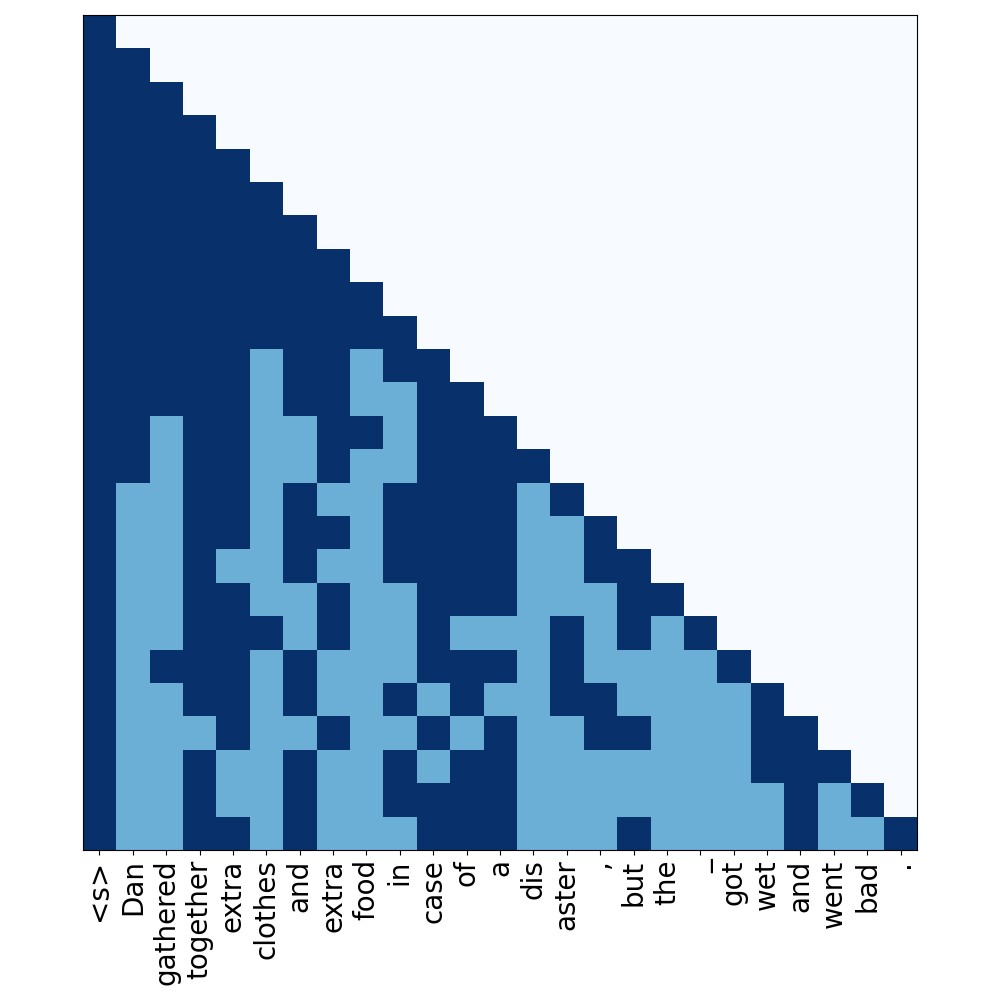 <s>
Dan
gathered
together
extra
clothes
and
extra
food
in
case
of
a
dis
aster
,
but
the
_
got
wet
and
went
bad
.